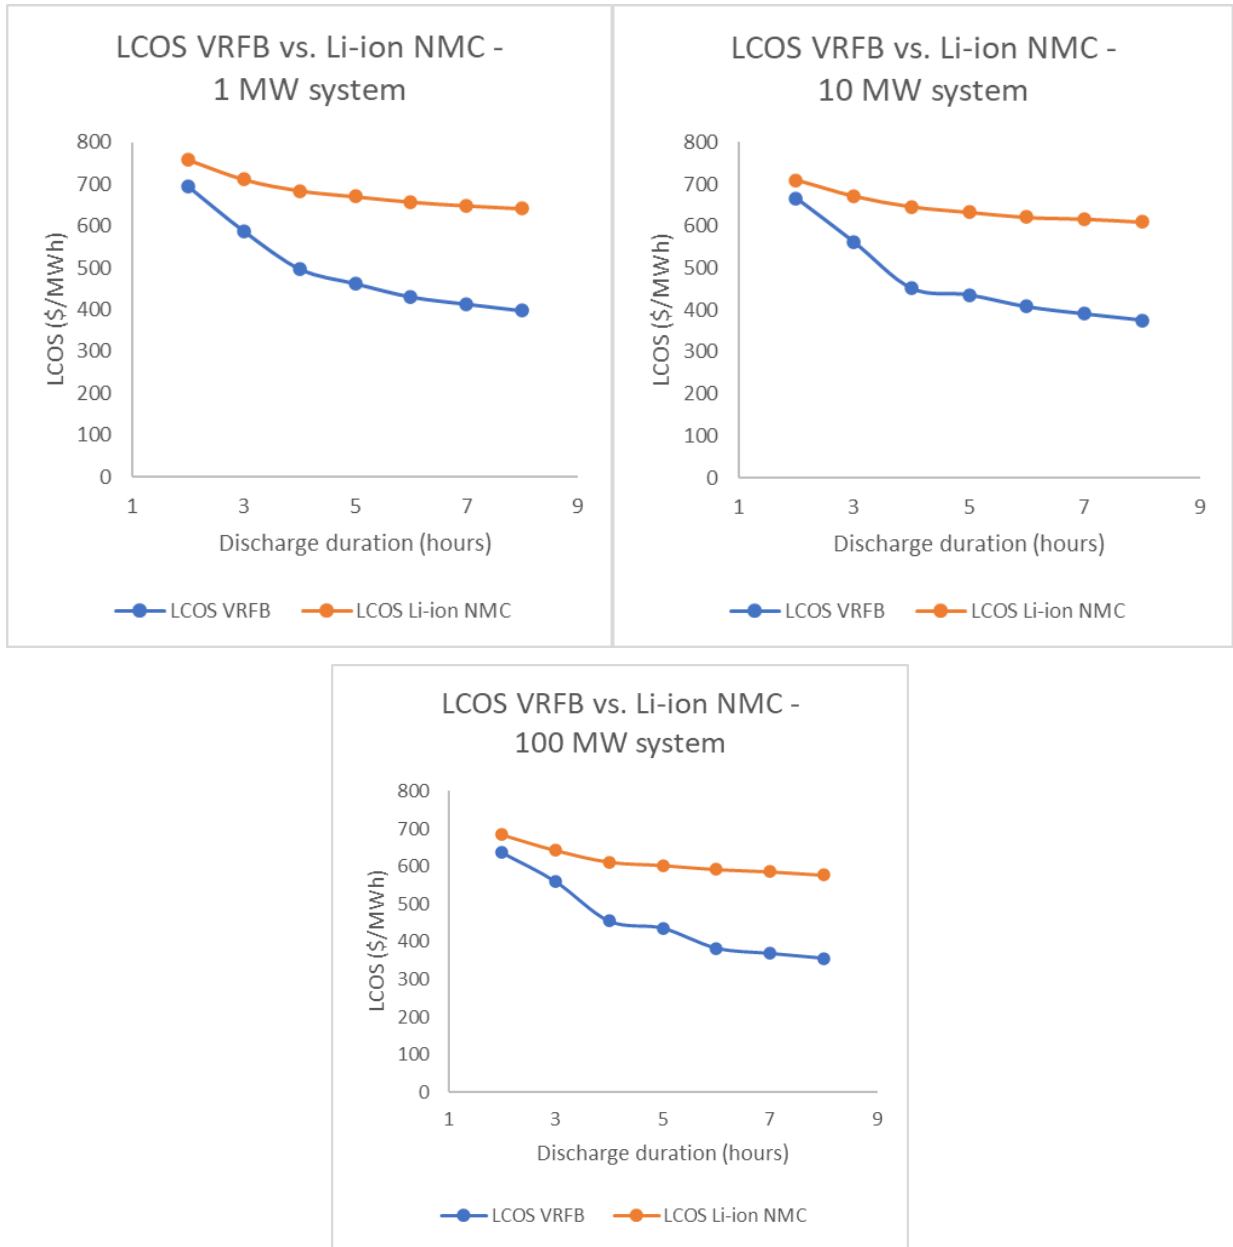 LCOS VRFB vs. Li-ion NMC -
1 MW system
800
700
600
500
400
300
200
100
0
LCOS ($/MWh)
1 3 5 7 9
Discharge duration (hours)
LCOS VRFB LCOS Li-ion NMC
LCOS VRFB vs. Li-ion NMC -
10 MW system
800
700
600
500
400
300
200
100
0
LCOS ($/MWh)
1 3 5 7 9
Discharge duration (hours)
LCOS VRFB LCOS Li-ion NMC
LCOS VRFB vs. Li-ion NMC -
100 MW system
800
700
600
500
400
300
200
100
0
LCOS ($/MWh)
1 3 5 7 9
Discharge duration (hours)
LCOS VRFB LCOS Li-ion NMC